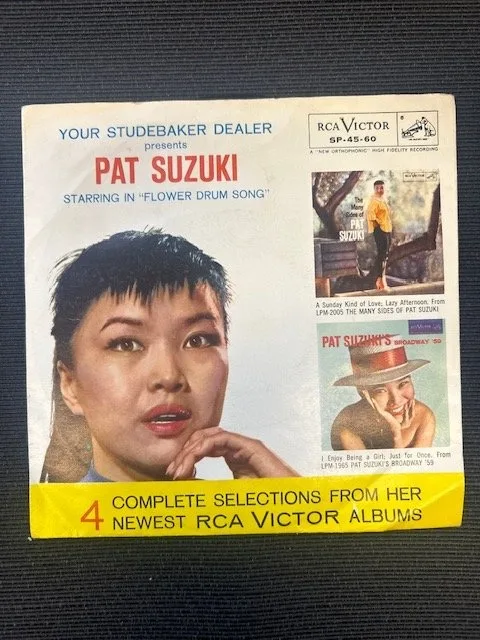 YOUR STUDEBAKER DEALER
presents
PAT SUZUKI
STARRING IN "FLOWER DRUM SONG"
RCA VICTOR
SP-45-60
A "NEW ORTHOPHONIC" HIGH FIDELITY RECORDING
The
Many
Sides of
PAT
SUZUKI
A Sunday Kind of Love; Lazy Afternoon. From
LPM-2005 THE MANY SIDES OF PAT SUZUKI
PAT SUZUKI'S BROADWAY '59
I Enjoy Being a Girl; Just for Once. From
LPM-1965 PAT SUZUKI'S BROADWAY '59
4 COMPLETE SELECTIONS FROM HER
NEWEST RCA VICTOR ALBUMS